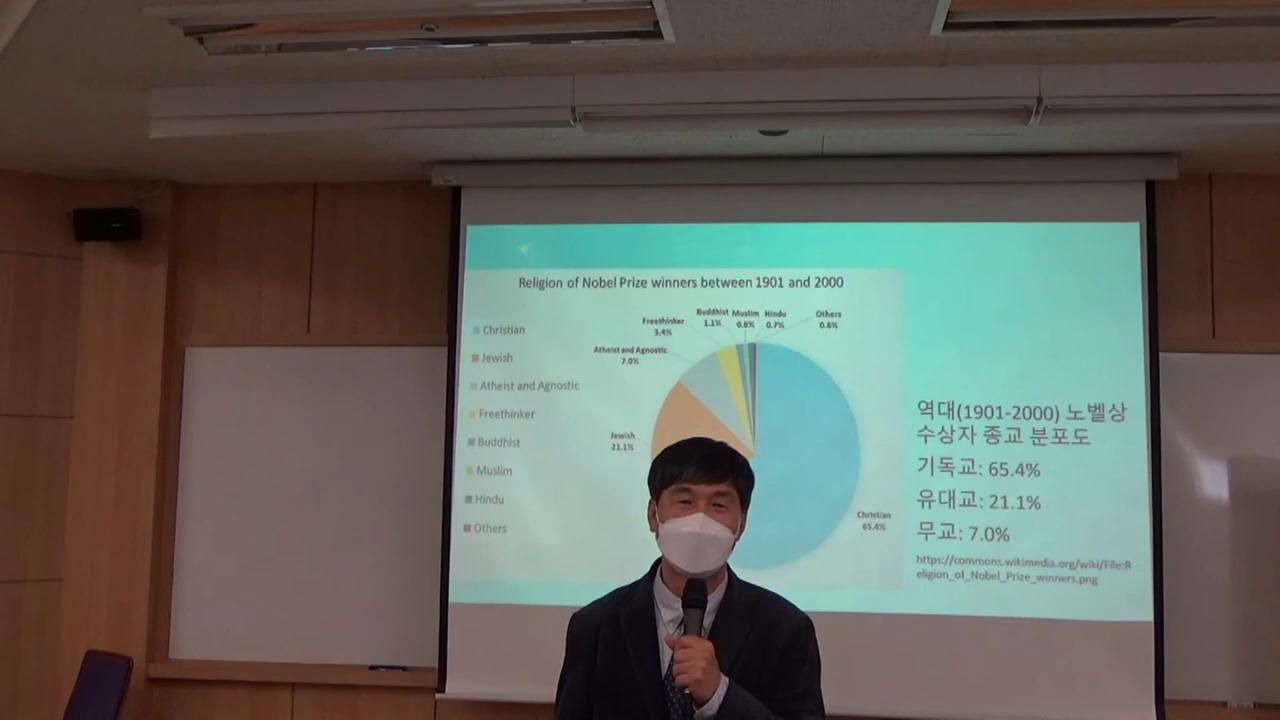 Religion of Nobel Prize winners between 1901 and 2000
Christian
Jewish
Atheist and Agnostic
Freethinker
Buddhist
Muslim
Hindu
Others
Atheist and Agnostic
7.0%
Freethinker
3.4%
Buddhist
1.1%
Muslim
0.8%
Hindu
0.7%
Others
0.6%
Jewish
21.1%
Christian
65.4%
역대(1901-2000) 노벨상
수상자 종교 분포도
기독교: 65.4%
유대교: 21.1%
무교: 7.0%
https://commons.wikimedia.org/wiki/File:R
eligion_of_Nobel_Prize_winners.png